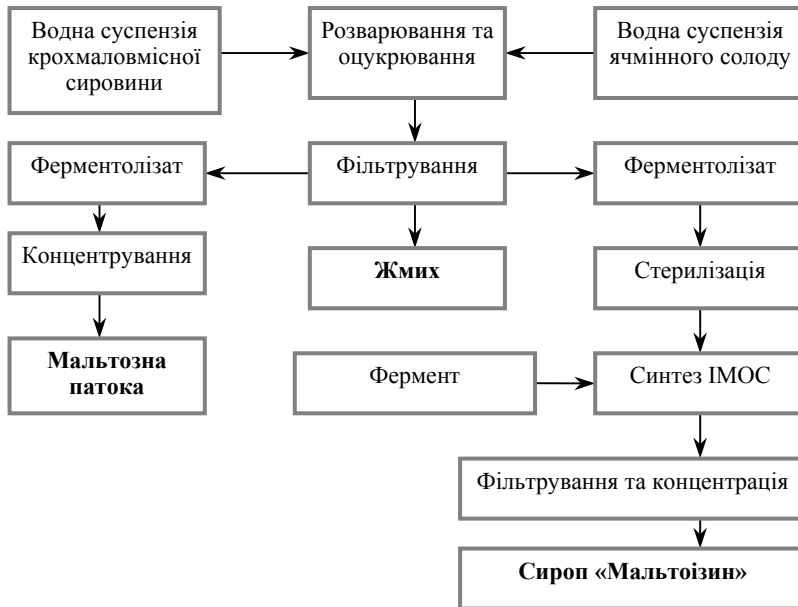 Водна суспензія
крохмаловмісної
сировини
Розварювання та
оцукрювання
Водна суспензія
ячмінного солоду
Ферментолізат
Фільтрування
Ферментолізат
Концентрування
Жмих
Стерилізація
Мальтозна
патока
Фермент
Синтез ІМОС
Фільтрування та концентрація
Сироп «Мальтоізин»